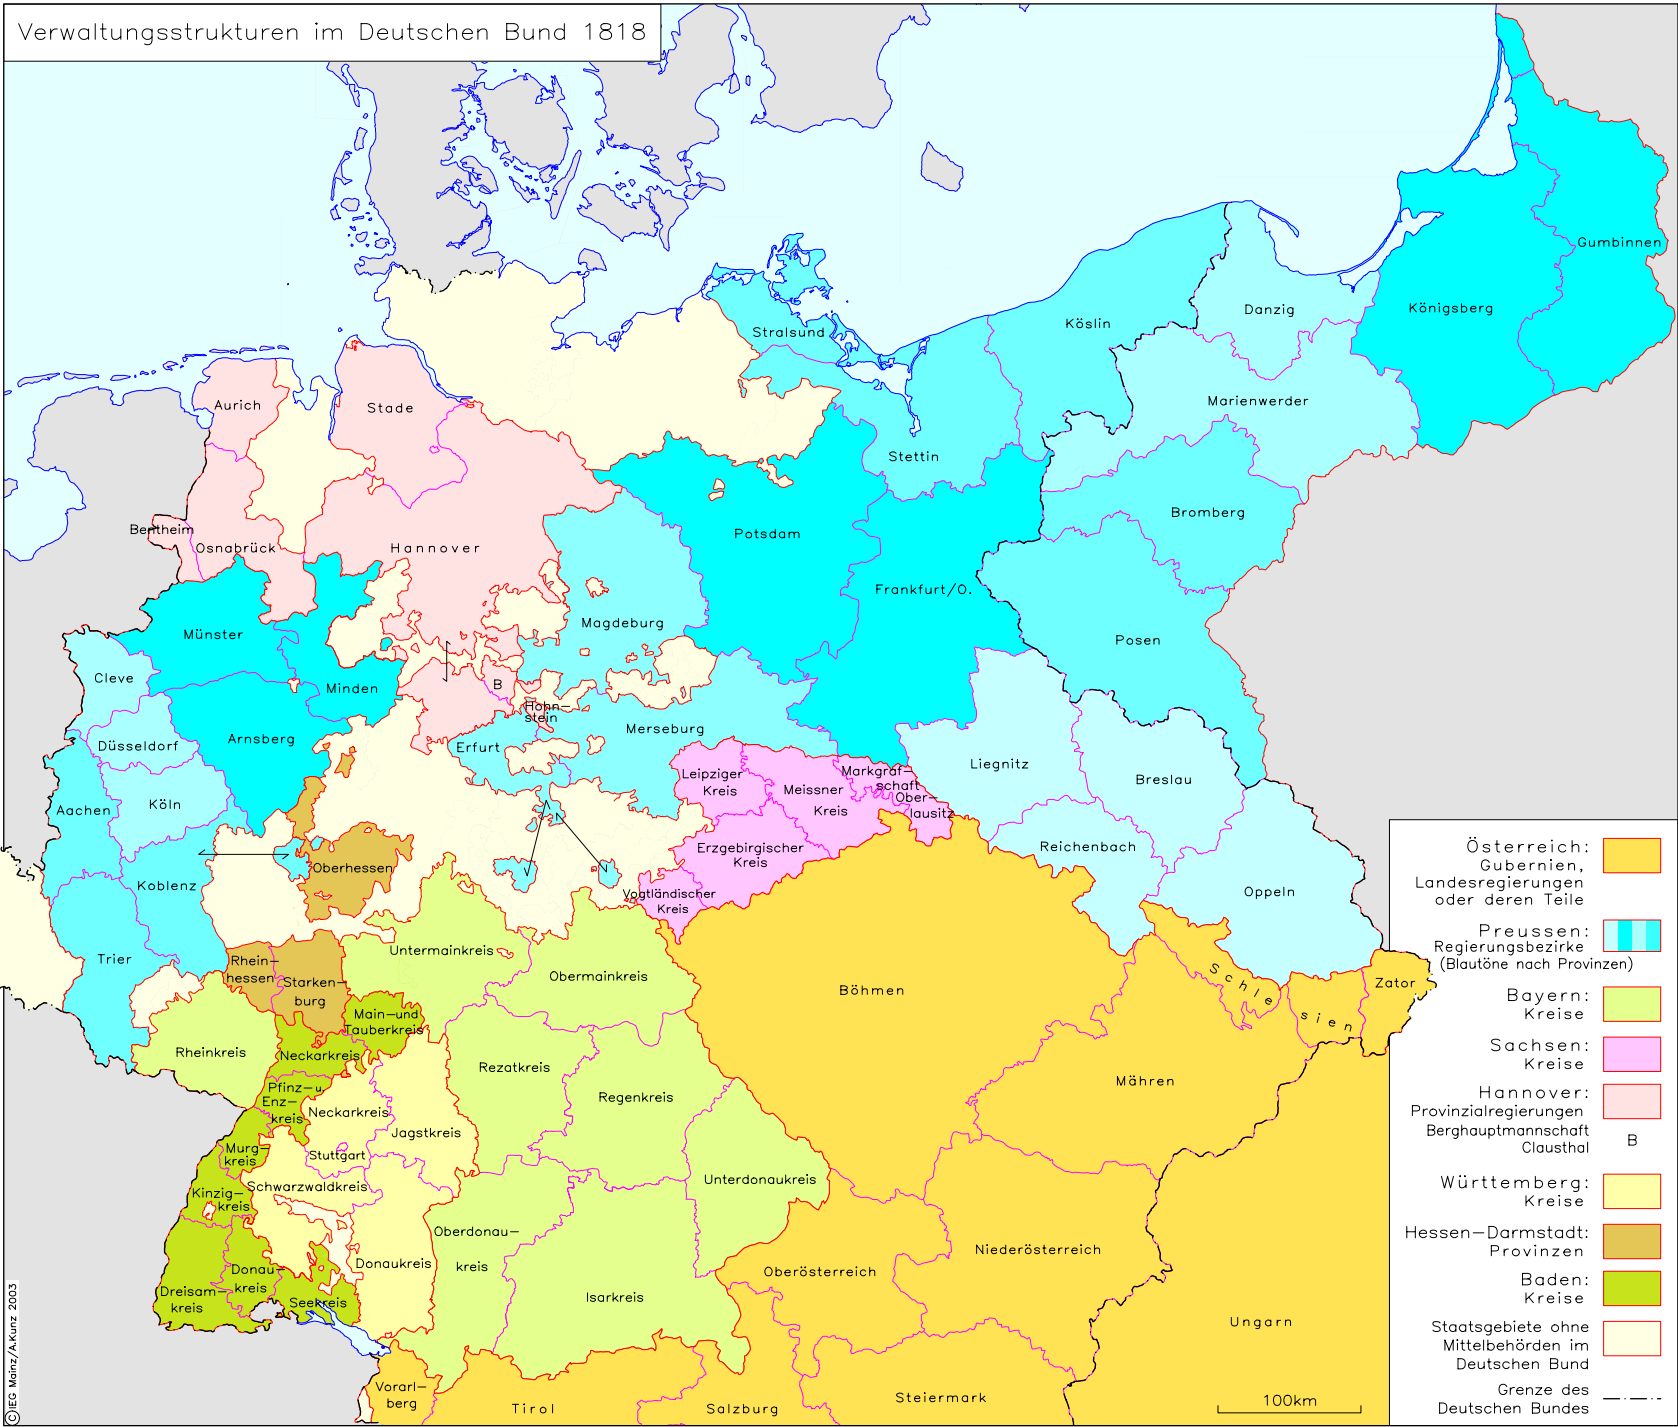 Verwaltungsstrukturen im Deutschen Bund 1818
Gumbinnen
Königsberg
Danzig
Köslin
Stralsund
Marienwerder
Aurich
Stade
Stettin
Bromberg
Bentheim
Osnabrück
Hannover
Potsdam
Frankfurt/O.
Magdeburg
Münster
Posen
Cleve
Minden
B
Hohn-
stein
Merseburg
Arnsberg
Erfurt
Düsseldorf
Liegnitz
Breslau
Leipziger
Kreis
Meissner
Kreis
Markgraf-
schaft
Ober-
lausitz
Aachen
Köln
Erzgebirgischer
Kreis
Reichenbach
Oberhessen
Koblenz
Vogtländischer
Kreis
Oppeln
Trier
Rhein-
hessen
Starken-
burg
Untermainkreis
Obermainkreis
Böhmen
Schle
sien
Zator
Main-und
Tauberkreis
Rheinkreis
Neckarkreis
Rezatkreis
Mähren
Pfinz-u.
Enz-
kreis
Neckarkreis
Regenkreis
Jagstkreis
Murg-
kreis
Stuttgart
Schwarzwaldkreis
Unterdonaukreis
Kinzig-
kreis
Oberdonau-
kreis
Donaukreis
Niederösterreich
Donau-
kreis
Oberösterreich
Dreisam-
kreis
Seekreis
Isarkreis
Ungarn
Vorarl-
berg
Tirol
Salzburg
Steiermark
100km
Österreich:
Gubernien,
Landesregierungen
oder deren Teile
Preussen:
Regierungsbezirke
(Blautöne nach Provinzen)
Bayern:
Kreise
Sachsen:
Kreise
Hannover:
Provinzialregierungen
Berghauptmannschaft
Clausthal
B
Württemberg:
Kreise
Hessen-Darmstadt:
Provinzen
Baden:
Kreise
Staatsgebiete ohne
Mittelbehörden im
Deutschen Bund
Grenze des
Deutschen Bundes
©IEG Mainz/A.Kunz 2003